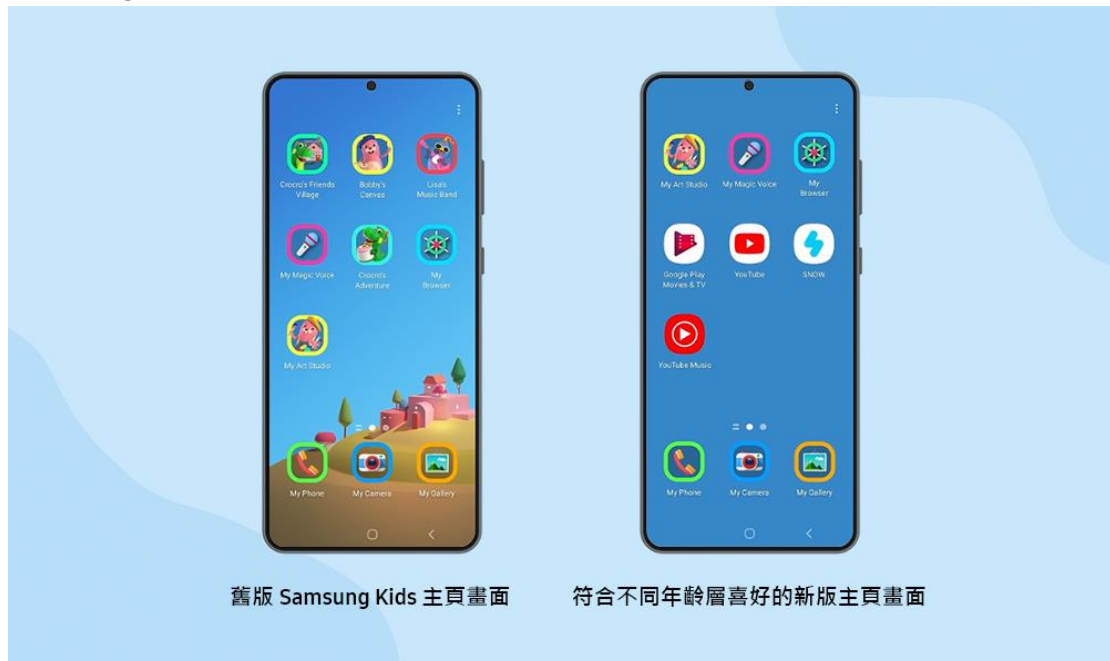 Crocro's Friends
Village
Bobby's
Canvas
Lisa's
Music Band
My Magic Voice
Crocro's
Adventure
My
Browser
My Art Studio
My Phone
My Camera
My Gallery
My Art Studio
My Magic Voice
My
Browser
Google Play
Movies & TV
YouTube
SNOW
YouTube Music
My Phone
My Camera
My Gallery
舊版 Samsung Kids 主頁畫面
符合不同年齡層喜好的新版主頁畫面